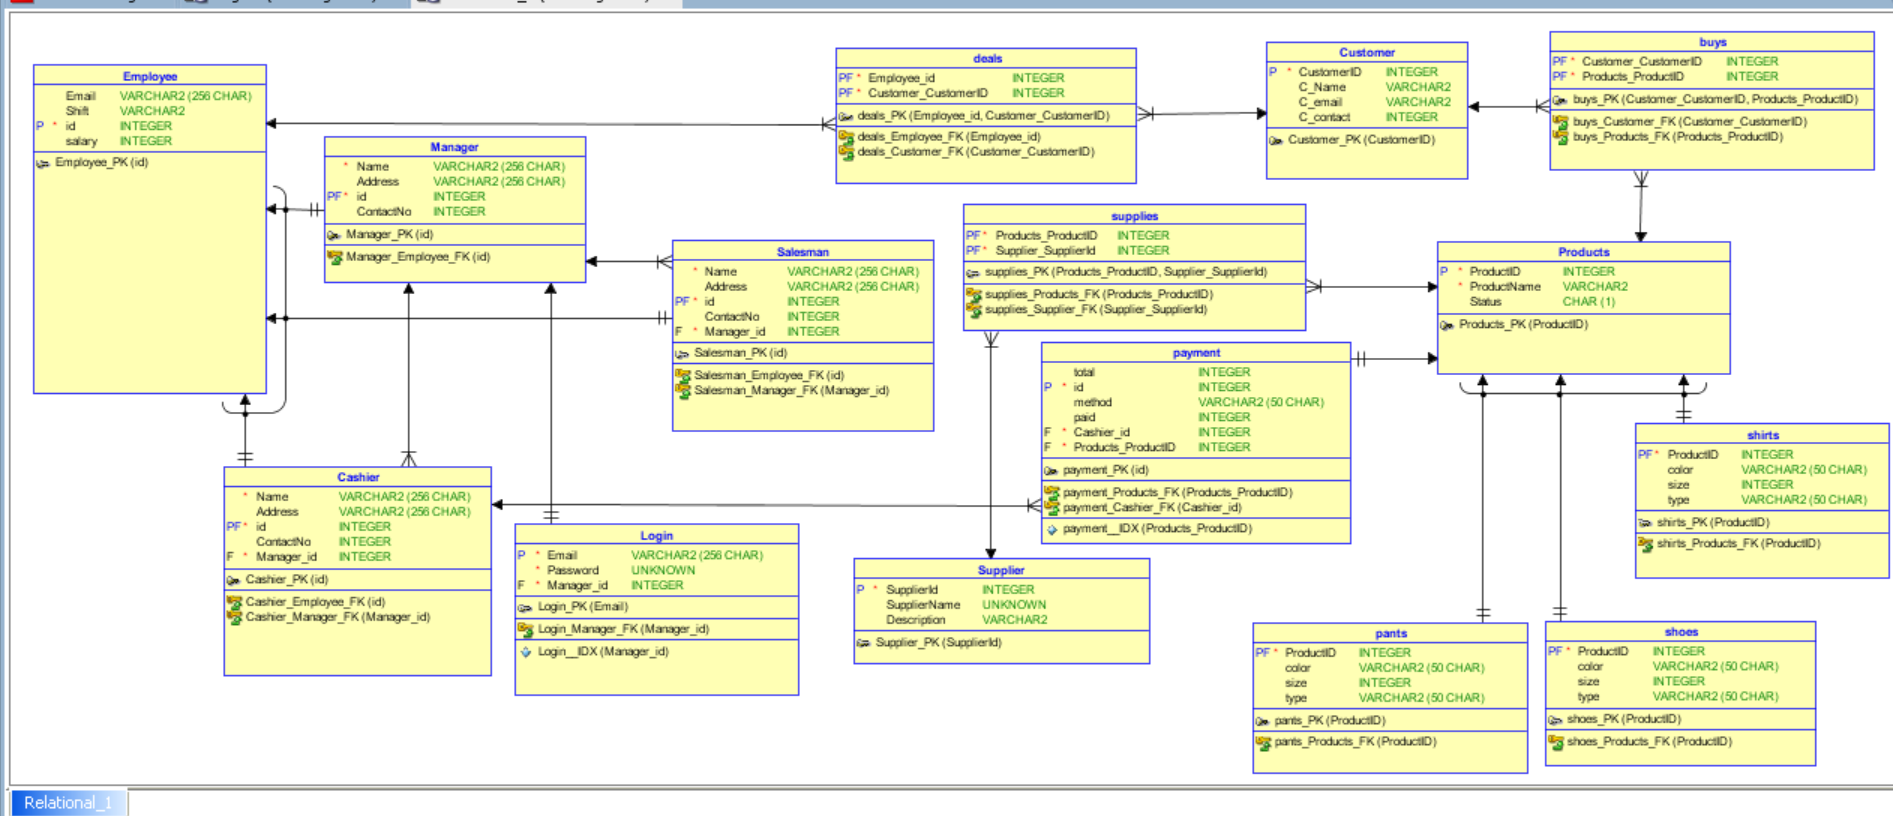 Employee
Email VARCHAR2 (256 CHAR)
Shift VARCHAR2
P * id INTEGER
salary INTEGER
Employee_PK (id)
Manager
* Name VARCHAR2 (256 CHAR)
Address VARCHAR2 (256 CHAR)
PF * id INTEGER
ContactNo INTEGER
Manager_PK (id)
Manager_Employee_FK (id)
Salesman
* Name VARCHAR2 (256 CHAR)
Address VARCHAR2 (256 CHAR)
PF * id INTEGER
ContactNo INTEGER
F * Manager_id INTEGER
Salesman_PK (id)
Salesman_Employee_FK (id)
Salesman_Manager_FK (Manager_id)
deals
PF * Employee_id INTEGER
PF * Customer_CustomerID INTEGER
deals_PK (Employee_id, Customer_CustomerID)
deals_Employee_FK (Employee_id)
deals_Customer_FK (Customer_CustomerID)
Customer
P * CustomerID INTEGER
C_Name VARCHAR2
C_email VARCHAR2
C_contact INTEGER
Customer_PK (CustomerID)
buys
PF * Customer_CustomerID INTEGER
PF * Products_ProductID INTEGER
buys_PK (Customer_CustomerID, Products_ProductID)
buys_Customer_FK (Customer_CustomerID)
buys_Products_FK (Products_ProductID)
supplies
PF * Products_ProductID INTEGER
PF * Supplier_SupplierId INTEGER
supplies_PK (Products_ProductID, Supplier_SupplierId)
supplies_Products_FK (Products_ProductID)
supplies_Supplier_FK (Supplier_SupplierId)
Products
P * ProductID INTEGER
* ProductName VARCHAR2
Status CHAR (1)
Products_PK (ProductID)
payment
total INTEGER
P * id INTEGER
method VARCHAR2 (50 CHAR)
paid INTEGER
F * Cashier_id INTEGER
F * Products_ProductID INTEGER
payment_PK (id)
payment_Products_FK (Products_ProductID)
payment_Cashier_FK (Cashier_id)
payment__IDX (Products_ProductID)
shirts
PF * ProductID INTEGER
color VARCHAR2 (50 CHAR)
size INTEGER
type VARCHAR2 (50 CHAR)
shirts_PK (ProductID)
shirts_Products_FK (ProductID)
Cashier
* Name VARCHAR2 (256 CHAR)
Address VARCHAR2 (256 CHAR)
PF * id INTEGER
ContactNo INTEGER
F * Manager_id INTEGER
Cashier_PK (id)
Cashier_Employee_FK (id)
Cashier_Manager_FK (Manager_id)
Login
P * Email VARCHAR2 (256 CHAR)
* Password UNKNOWN
F * Manager_id INTEGER
Login_PK (Email)
Login_Manager_FK (Manager_id)
Login__IDX (Manager_id)
Supplier
P * SupplierId INTEGER
SupplierName UNKNOWN
Description VARCHAR2
Supplier_PK (SupplierId)
pants
PF * ProductID INTEGER
color VARCHAR2 (50 CHAR)
size INTEGER
type VARCHAR2 (50 CHAR)
pants_PK (ProductID)
pants_Products_FK (ProductID)
shoes
PF * ProductID INTEGER
color VARCHAR2 (50 CHAR)
size INTEGER
type VARCHAR2 (50 CHAR)
shoes_PK (ProductID)
shoes_Products_FK (ProductID)
Relational_1